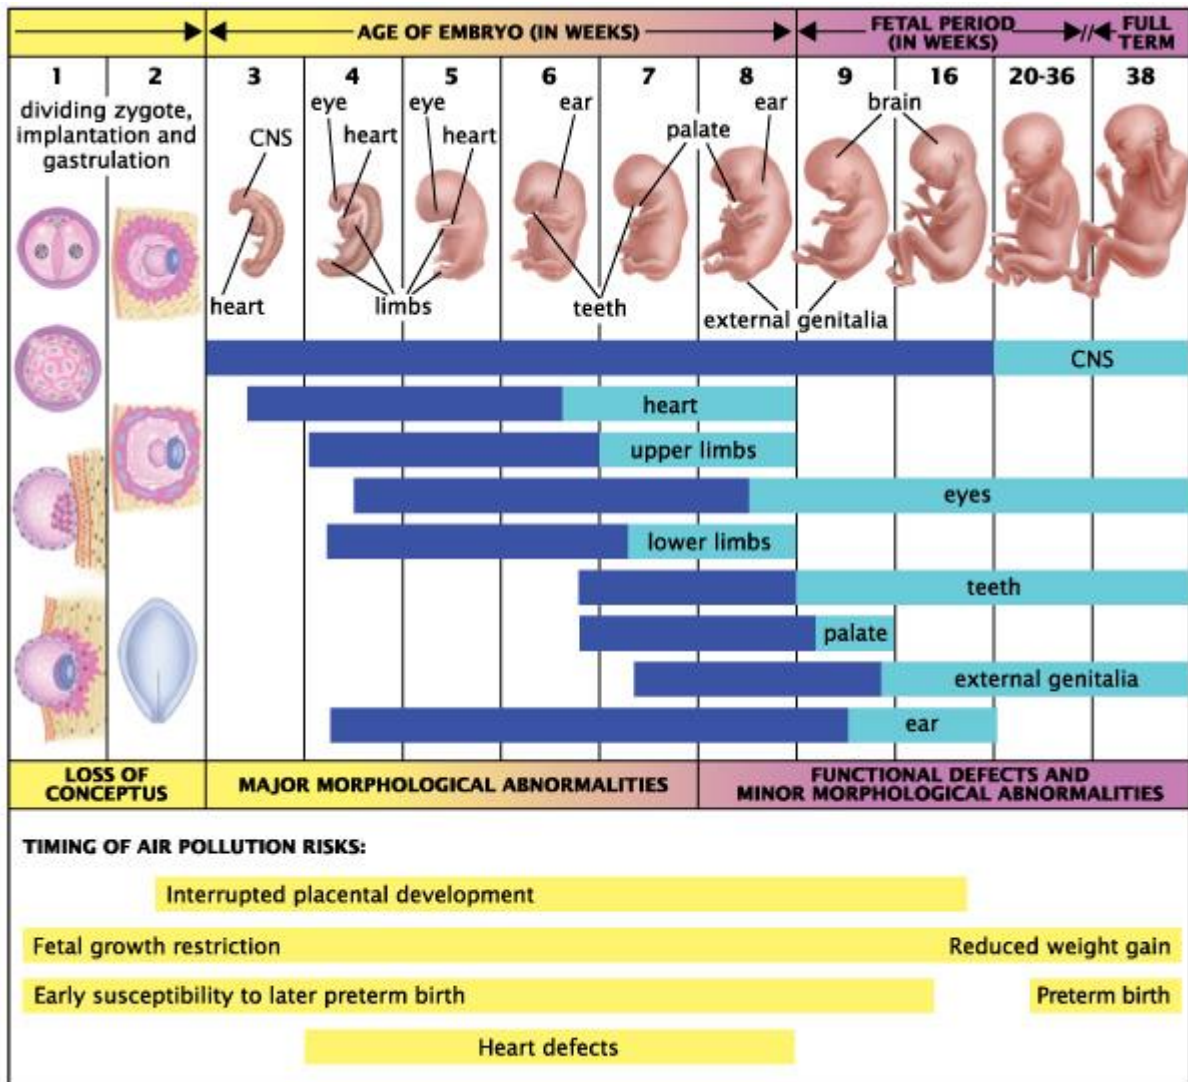 AGE OF EMBRYO (IN WEEKS)
FETAL PERIOD
(IN WEEKS)
FULL
TERM
1
2
3
4
5
6
7
8
9
16
20-36
38
dividing zygote,
implantation and
gastrulation
CNS
heart
eye
heart
limbs
eye
heart
ear
teeth
palate
ear
external genitalia
brain
CNS
heart
upper limbs
eyes
lower limbs
teeth
palate
external genitalia
ear
LOSS OF
CONCEPTUS
MAJOR MORPHOLOGICAL ABNORMALITIES
FUNCTIONAL DEFECTS AND
MINOR MORPHOLOGICAL ABNORMALITIES
TIMING OF AIR POLLUTION RISKS:
Interrupted placental development
Fetal growth restriction
Reduced weight gain
Early susceptibility to later preterm birth
Preterm birth
Heart defects